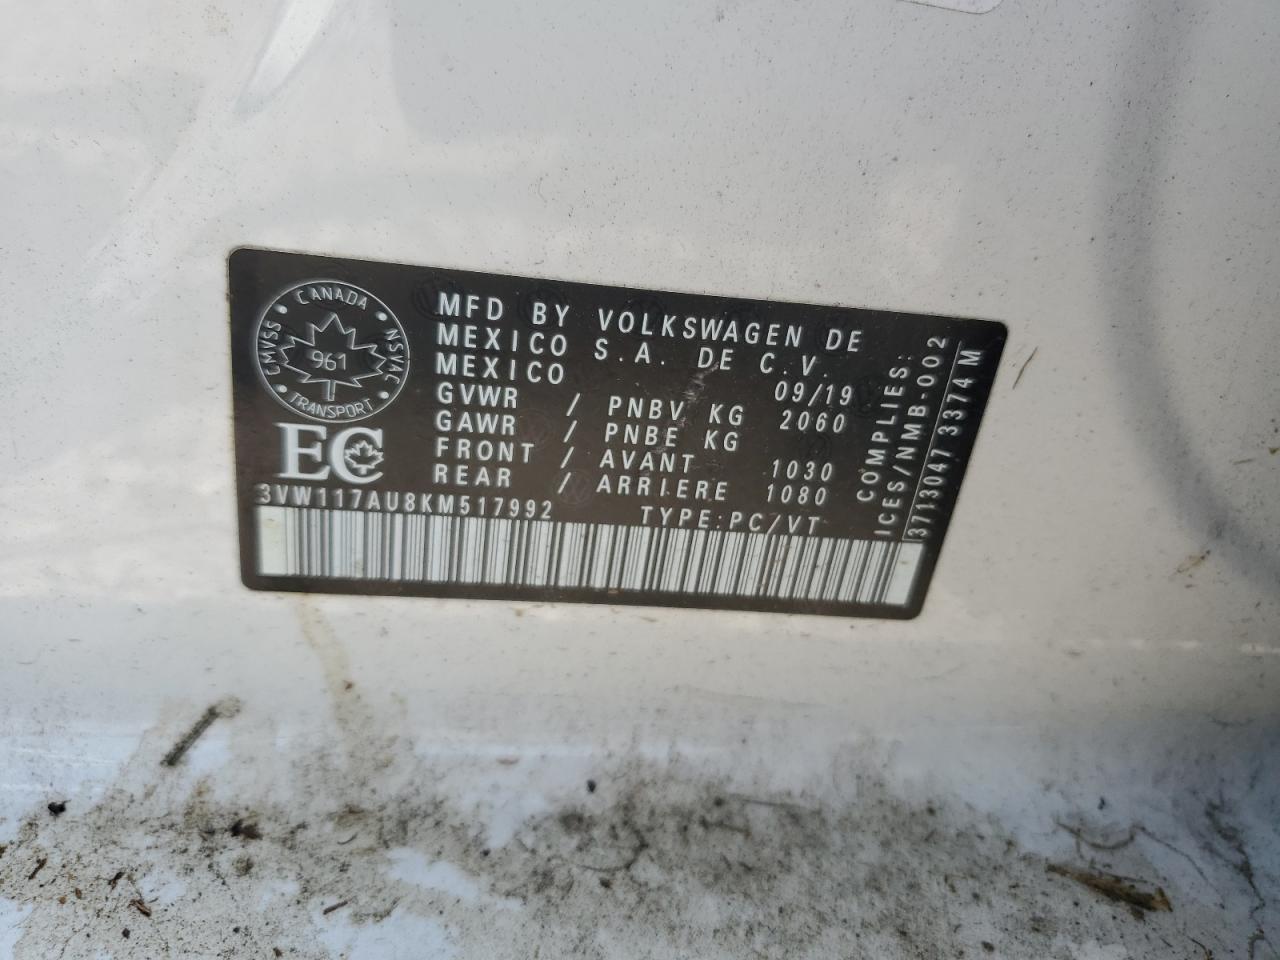 CANADA
CMVSS
NSVAC
961
TRANSPORT
EC
MFD BY VOLKSWAGEN DE
MEXICO S.A. DE C.V.
MEXICO 09/19
GVWR / PNBV KG 2060
GAWR / PNBE KG
FRONT / AVANT 1030
REAR / ARRIERE 1080
3VW117AU8KM517992 TYPE:PC/VT
COMPLIES:
ICES/NMB-002
3713047 3374 M